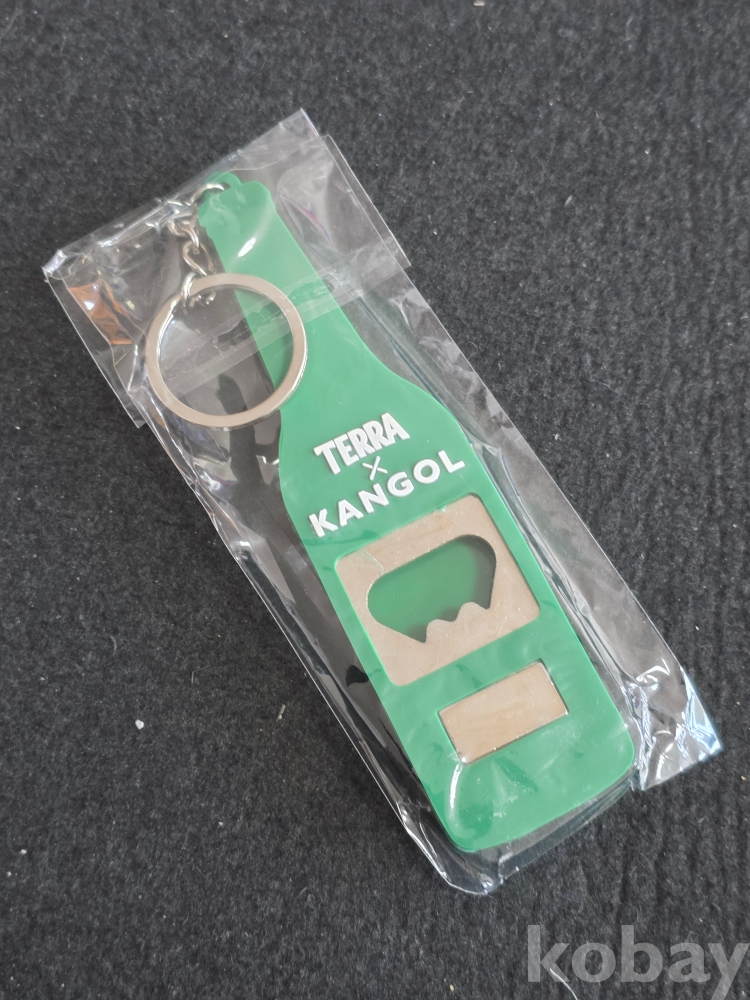 TERRA
×
KANGOL
kobay